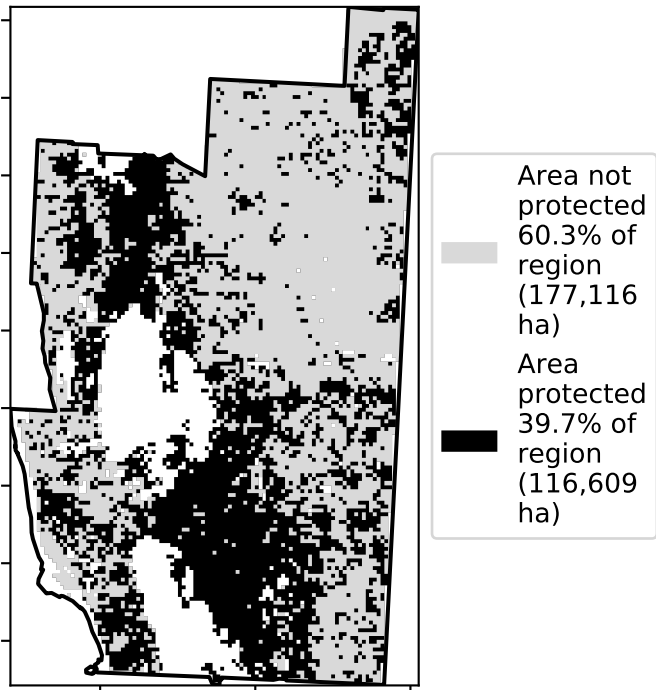 Area not
protected
60.3% of
region
(177,116
ha)
Area
protected
39.7% of
region
(116,609
ha)